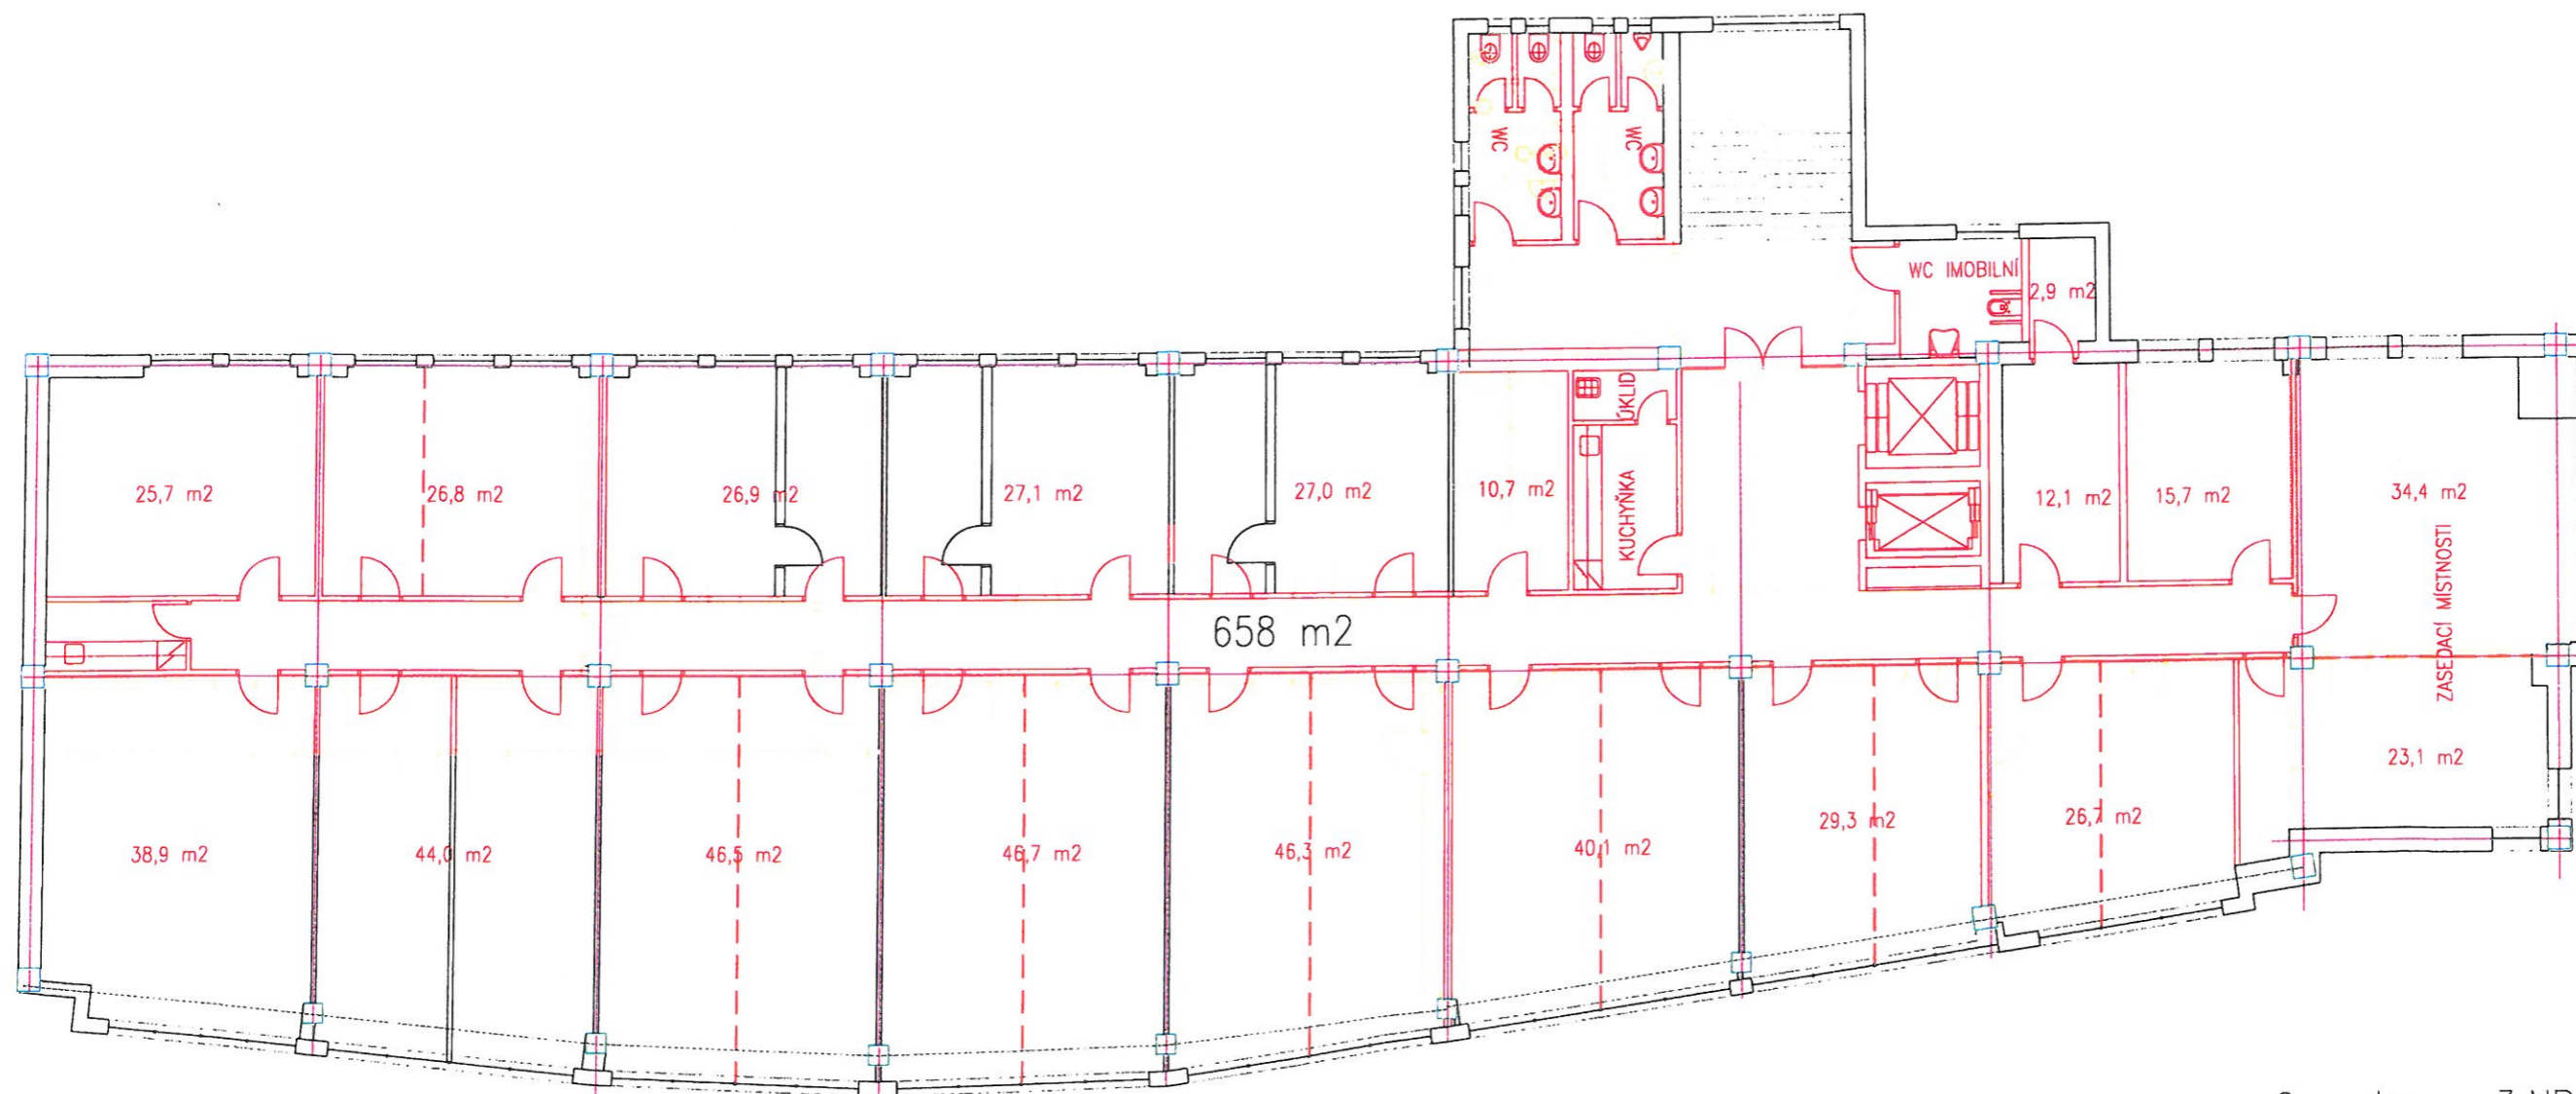 WC
WC
WC IMOBILNÍ
2,9 m2
25,7 m2
26,8 m2
26,9 m2
27,1 m2
27,0 m2
10,7 m2
ÚKLID
KUCHYŇKA
12,1 m2
15,7 m2
34,4 m2
ZASEDACÍ MÍSTNOSTI
658 m2
38,9 m2
44,0 m2
46,5 m2
46,7 m2
46,3 m2
40,1 m2
29,3 m2
26,7 m2
23,1 m2